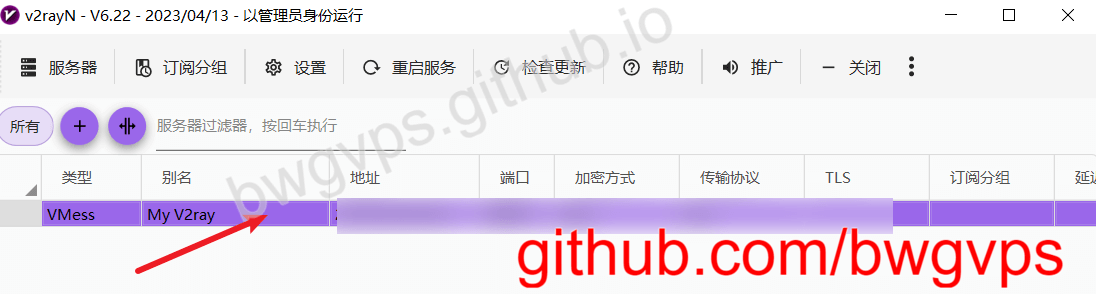 v2rayN - V6.22 - 2023/04/13 - 以管理员身份运行
服务器 订阅分组 设置 重启服务 检查更新 帮助 推广 关闭
所有 服务器过滤器，按回车执行
类型 别名 地址 端口 加密方式 传输协议 TLS 订阅分组 延迟
VMess My V2ray
bwgvps.github.io
github.com/bwgvps